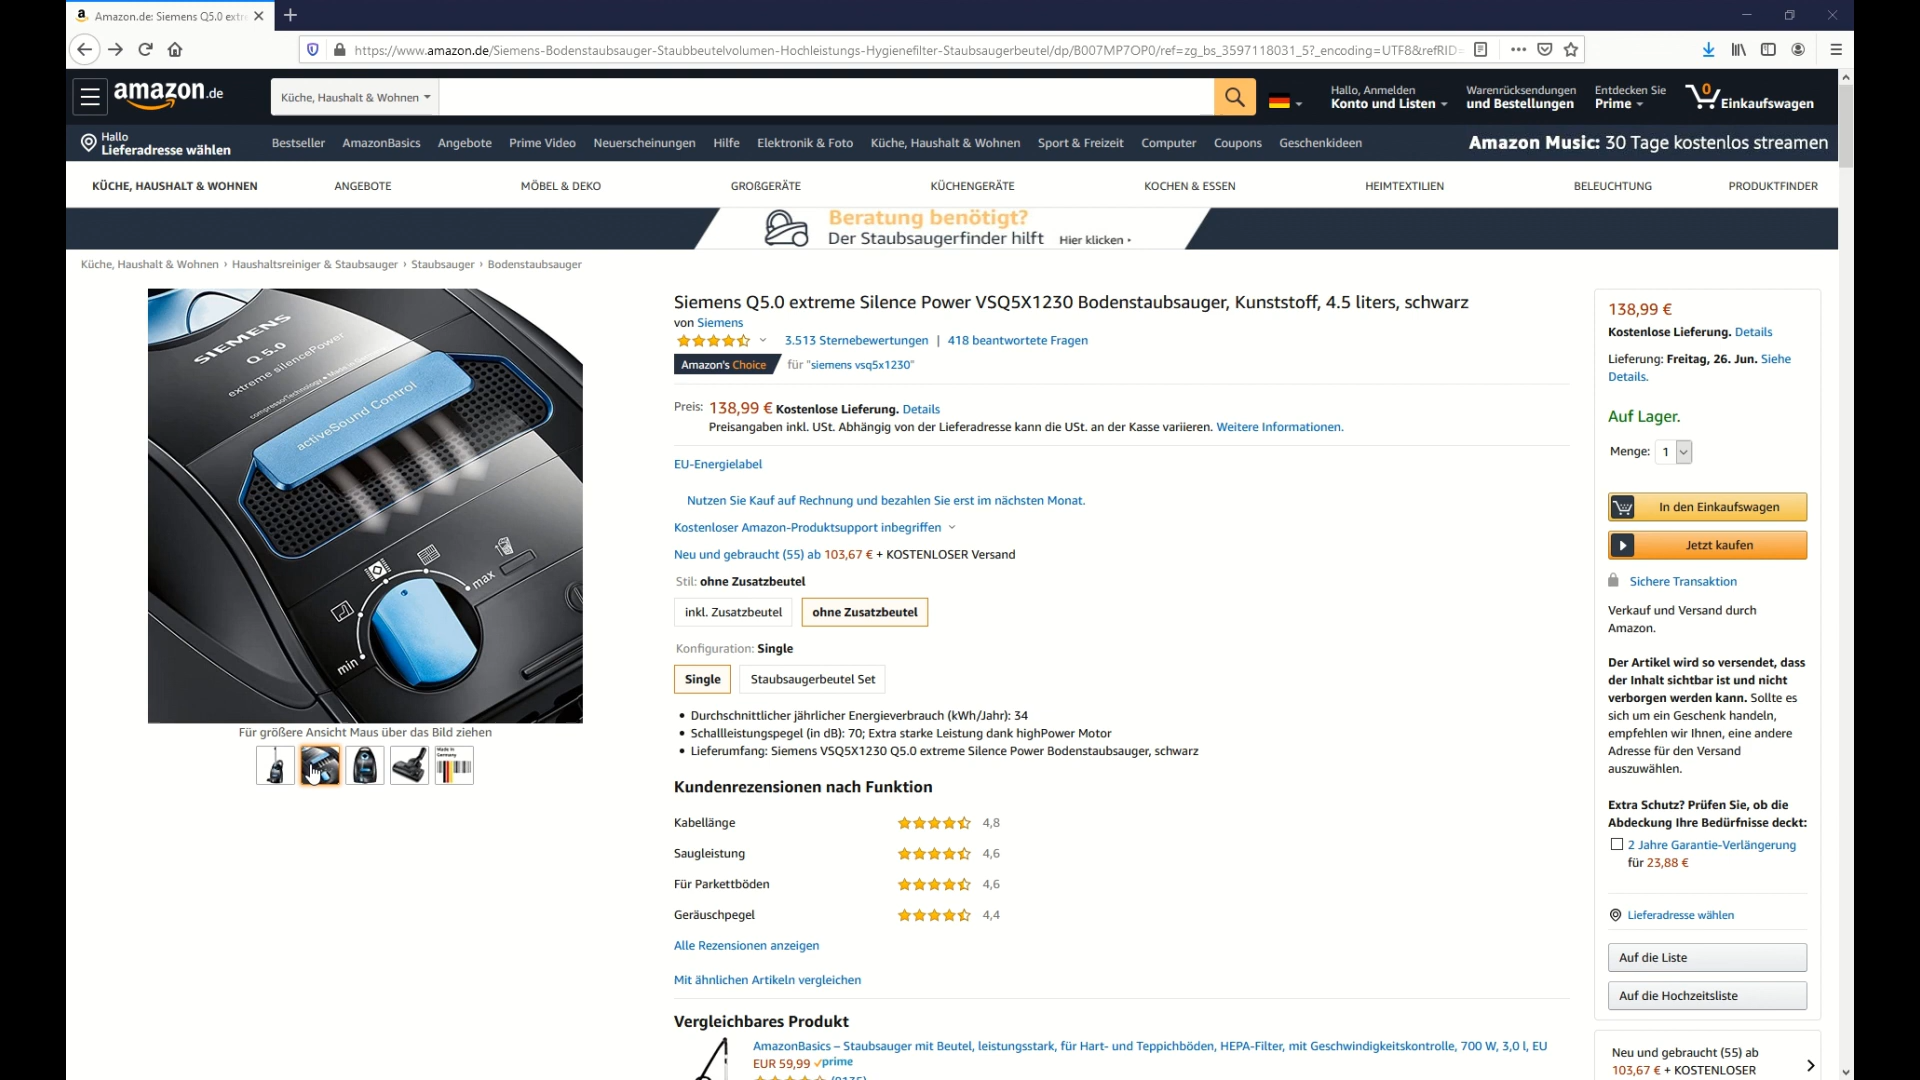 Amazon.de: Siemens Q5.0 extre
https://www.amazon.de/Siemens-Bodenstaubsauger-Staubbeutelvolumen-Hochleistungs-Hygienefilter-Staubsaugerbeutel/dp/B007MP7OP0/ref=zg_bs_3597118031_5?_encoding=UTF8&refRID=
amazon.de
Küche, Haushalt & Wohnen
Hallo, Anmelden
Konto und Listen
Warenrücksendungen
und Bestellungen
Entdecken Sie
Prime
0
Einkaufswagen
Hallo
Lieferadresse wählen
Bestseller AmazonBasics Angebote Prime Video Neuerscheinungen Hilfe Elektronik & Foto Küche, Haushalt & Wohnen Sport & Freizeit Computer Coupons Geschenkideen
Amazon Music: 30 Tage kostenlos streamen
KÜCHE, HAUSHALT & WOHNEN ANGEBOTE MÖBEL & DEKO GROßGERÄTE KÜCHENGERÄTE KOCHEN & ESSEN HEIMTEXTILIEN BELEUCHTUNG PRODUKTFINDER
Beratung benötigt?
Der Staubsaugerfinder hilft Hier klicken
Küche, Haushalt & Wohnen › Haushaltsreiniger & Staubsauger › Staubsauger › Bodenstaubsauger
SIEMENS
Q 5.0
extreme silencePower
activeSound Control
max
min
Für größere Ansicht Maus über das Bild ziehen
Made in
Germany
Siemens Q5.0 extreme Silence Power VSQ5X1230 Bodenstaubsauger, Kunststoff, 4.5 liters, schwarz
von Siemens
3.513 Sternebewertungen | 418 beantwortete Fragen
Amazon's Choice für "siemens vsq5x1230"
Preis: 138,99 € Kostenlose Lieferung. Details
Preisangaben inkl. USt. Abhängig von der Lieferadresse kann die USt. an der Kasse variieren. Weitere Informationen.
EU-Energielabel
Nutzen Sie Kauf auf Rechnung und bezahlen Sie erst im nächsten Monat.
Kostenloser Amazon-Produktsupport inbegriffen
Neu und gebraucht (55) ab 103,67 € + KOSTENLOSER Versand
Stil: ohne Zusatzbeutel
inkl. Zusatzbeutel ohne Zusatzbeutel
Konfiguration: Single
Single Staubsaugerbeutel Set
• Durchschnittlicher jährlicher Energieverbrauch (kWh/Jahr): 34
• Schallleistungspegel (in dB): 70; Extra starke Leistung dank highPower Motor
• Lieferumfang: Siemens VSQ5X1230 Q5.0 extreme Silence Power Bodenstaubsauger, schwarz
Kundenrezensionen nach Funktion
Kabellänge 4,8
Saugleistung 4,6
Für Parkettböden 4,6
Geräuschpegel 4,4
Alle Rezensionen anzeigen
Mit ähnlichen Artikeln vergleichen
Vergleichbares Produkt
AmazonBasics – Staubsauger mit Beutel, leistungsstark, für Hart- und Teppichböden, HEPA-Filter, mit Geschwindigkeitskontrolle, 700 W, 3,0 l, EU
EUR 59,99 prime
138,99 €
Kostenlose Lieferung. Details
Lieferung: Freitag, 26. Jun. Siehe
Details.
Auf Lager.
Menge: 1
In den Einkaufswagen
Jetzt kaufen
Sichere Transaktion
Verkauf und Versand durch
Amazon.
Der Artikel wird so versendet, dass
der Inhalt sichtbar ist und nicht
verborgen werden kann. Sollte es
sich um ein Geschenk handeln,
empfehlen wir Ihnen, eine andere
Adresse für den Versand
auszuwählen.
Extra Schutz? Prüfen Sie, ob die
Abdeckung Ihre Bedürfnisse deckt:
2 Jahre Garantie-Verlängerung
für 23,88 €
Lieferadresse wählen
Auf die Liste
Auf die Hochzeitsliste
Neu und gebraucht (55) ab
103,67 € + KOSTENLOSER